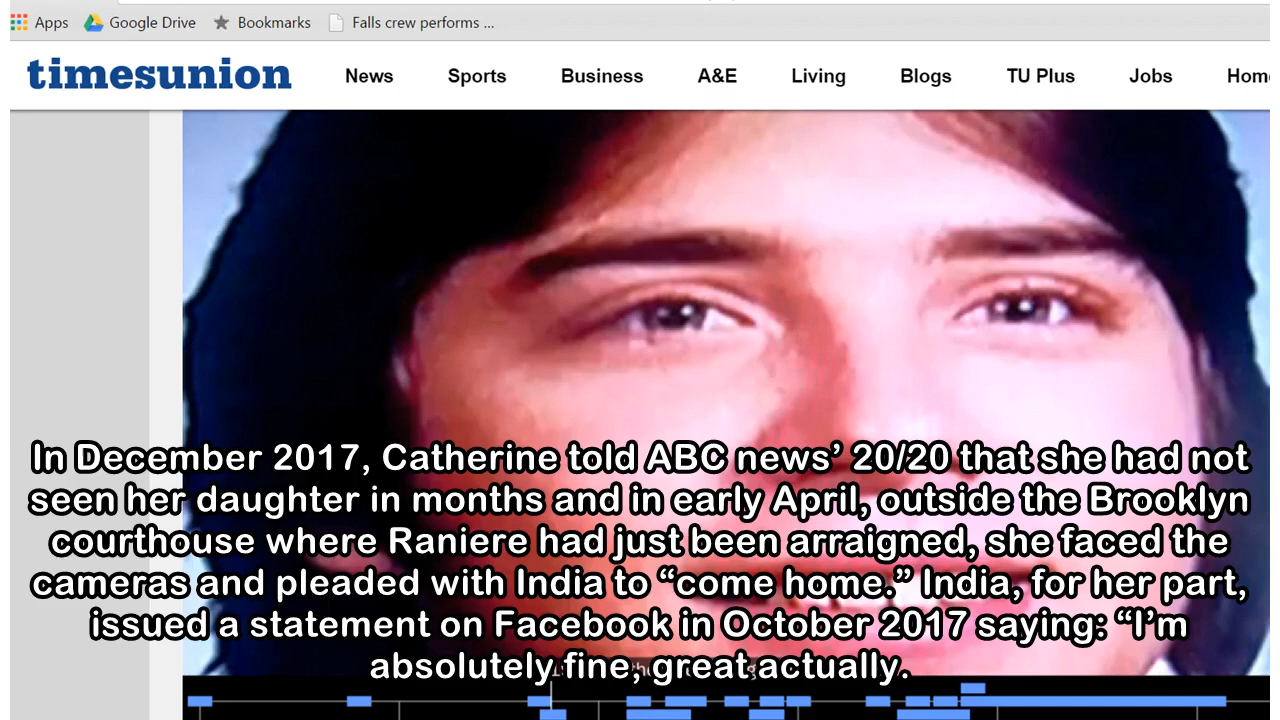 Apps Google Drive Bookmarks Falls crew performs ...
timesunion News Sports Business A&E Living Blogs TU Plus Jobs Hom
In December 2017, Catherine told ABC news’ 20/20 that she had not
seen her daughter in months and in early April, outside the Brooklyn
courthouse where Raniere had just been arraigned, she faced the
cameras and pleaded with India to “come home.” India, for her part,
issued a statement on Facebook in October 2017 saying: “I’m
absolutely fine, great actually.